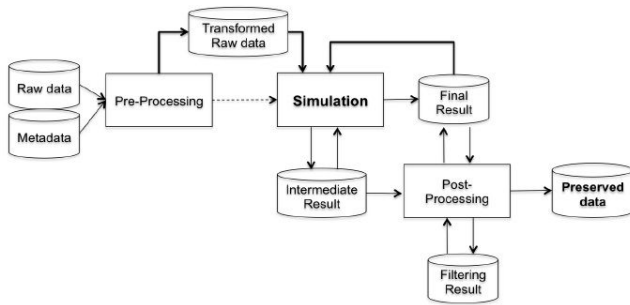 Transformed
Raw data
Raw data
Metadata
Pre-Processing
Simulation
Final
Result
Intermediate
Result
Post-
Processing
Preserved
data
Filtering
Result